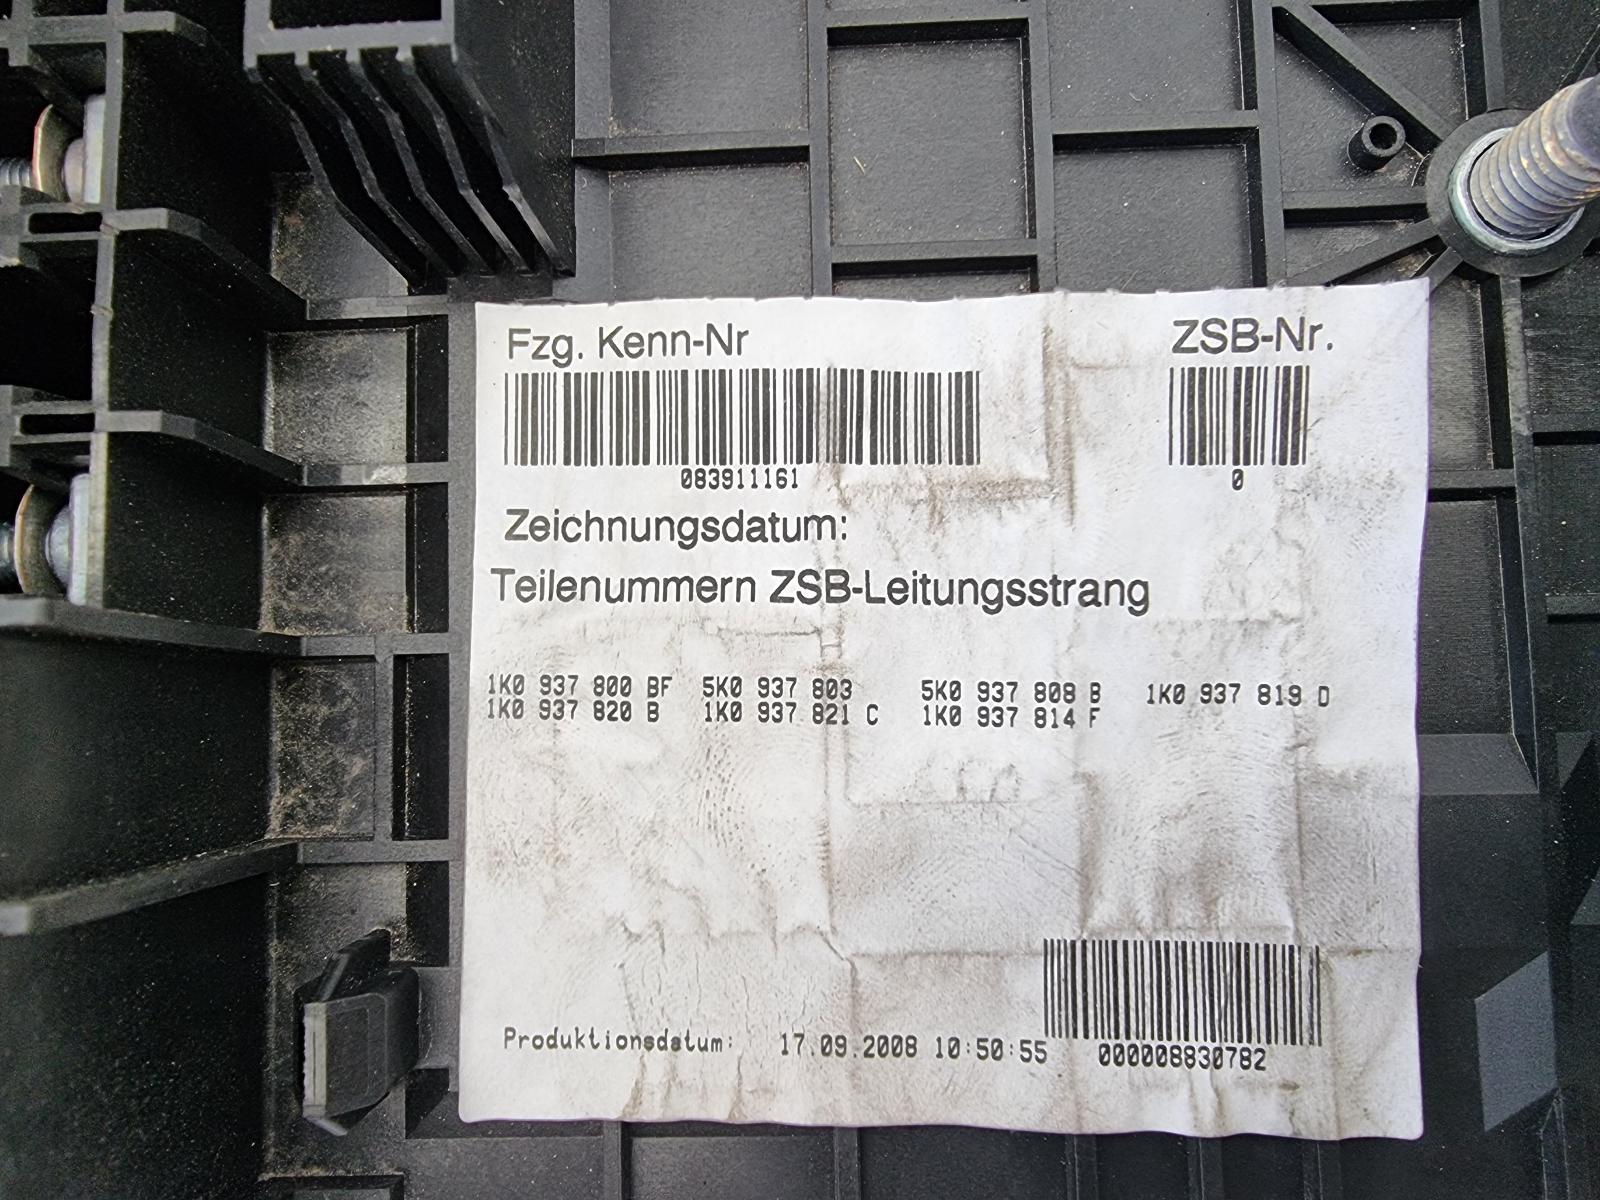 Fzg. Kenn-Nr ZSB-Nr.
083911161 0
Zeichnungsdatum:
Teilenummern ZSB-Leitungsstrang
1K0 937 800 BF 5K0 937 803 5K0 937 808 B 1K0 937 819 D
1K0 937 820 B 1K0 937 821 C 1K0 937 814 F
Produktionsdatum: 17.09.2008 10:50:55 000008830782